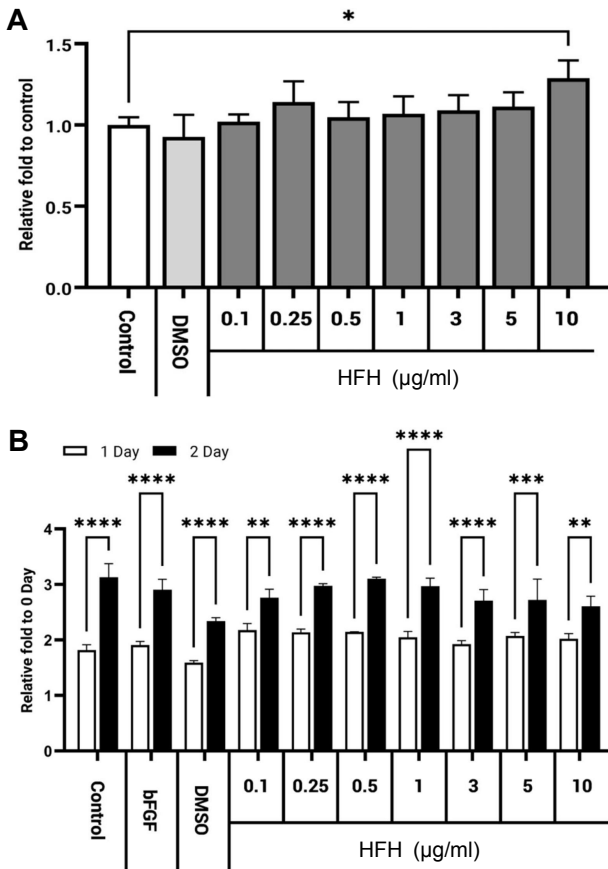 A
*
Relative fold to control
1.5
1.0
0.5
0.0
Control
DMSO
0.1
0.25
0.5
1
3
5
10
HFH (µg/ml)
B
1 Day
2 Day
****
****
****
**
****
****
****
****
***
**
Relative fold to 0 Day
4
3
2
1
0
Control
bFGF
DMSO
0.1
0.25
0.5
1
3
5
10
HFH (µg/ml)